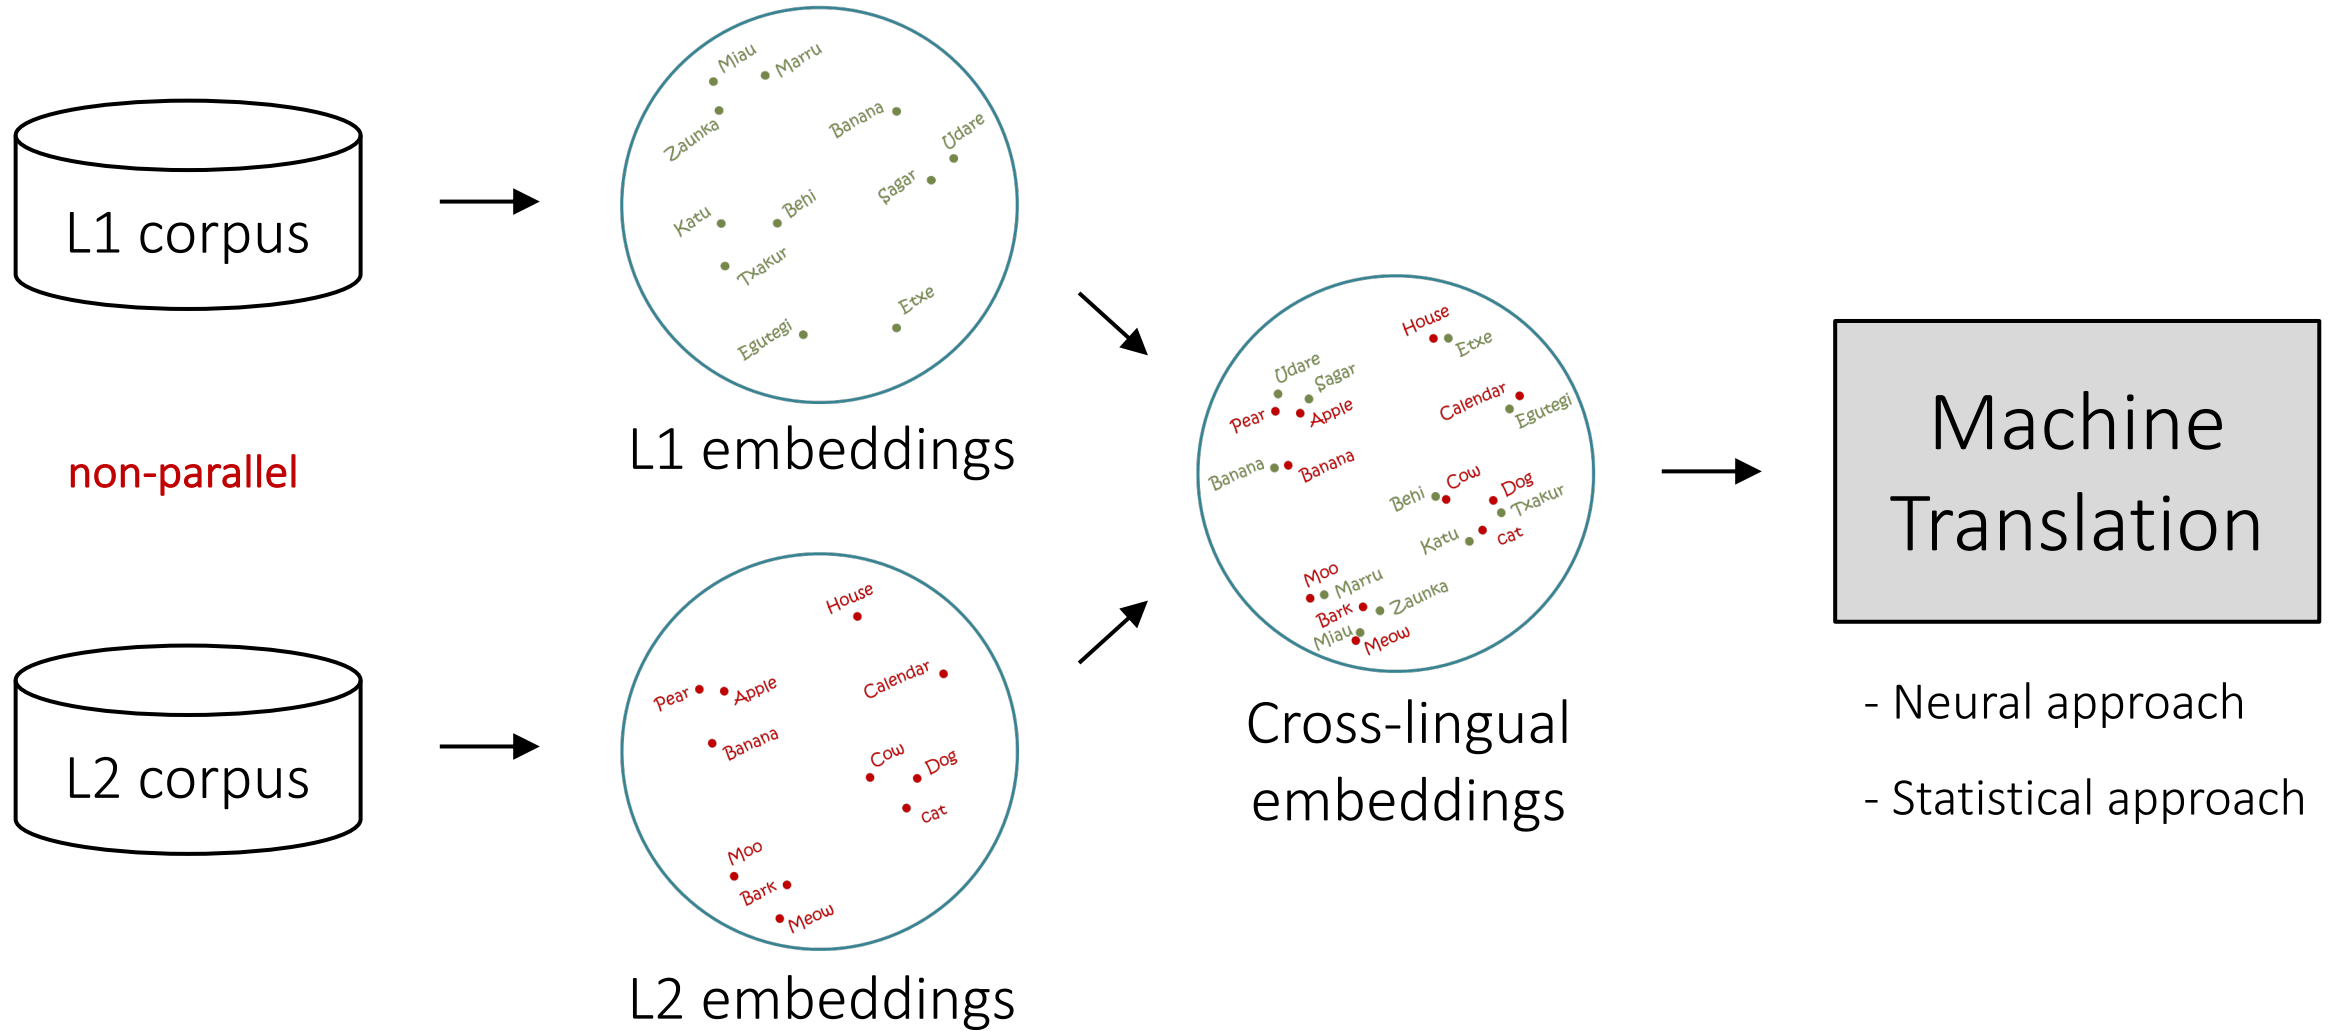 L1 corpus
non-parallel
L2 corpus
Miau
Marru
Zaunka
Banana
Udare
Sagar
Katu
Behi
Txakur
Etxe
Egutegi
L1 embeddings
House
Pear
Apple
Calendar
Banana
Cow
Dog
cat
Moo
Bark
Meow
L2 embeddings
House
Etxe
Udare
Sagar
Pear
Apple
Calendar
Egutegi
Banana
Banana
Cow
Behi
Dog
Txakur
Katu
cat
Moo
Marru
Bark
Zaunka
Miau
Meow
Cross-lingual
embeddings
Machine
Translation
- Neural approach
- Statistical approach